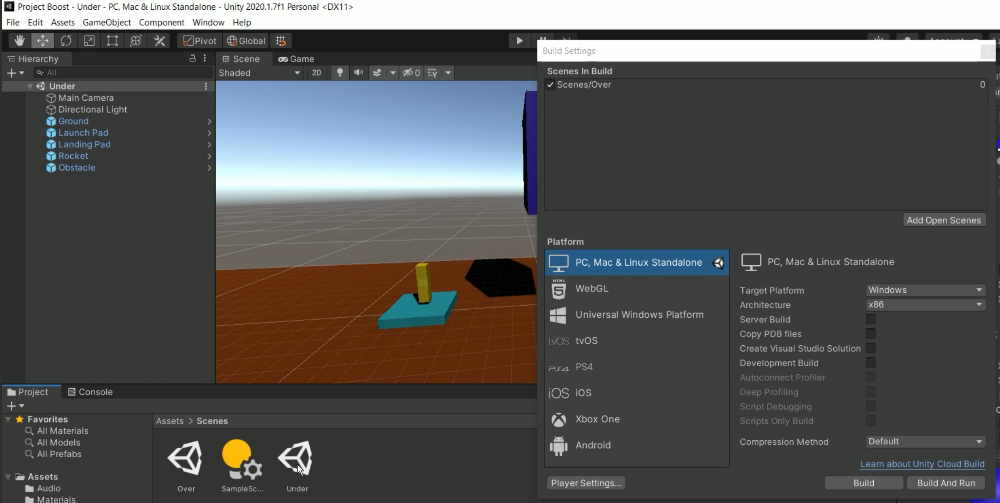 Project Boost - Under - PC, Mac & Linux Standalone - Unity 2020.1.7f1 Personal <DX11>
File Edit Assets GameObject Component Window Help
Pivot Global
Hierarchy
All
Under
Main Camera
Directional Light
Ground
Launch Pad
Landing Pad
Rocket
Obstacle
Scene Game
Shaded 2D 0
Build Settings
Scenes In Build
Scenes/Over 0
Add Open Scenes
Platform
PC, Mac & Linux Standalone
HTML 5 WebGL
Universal Windows Platform
tvOS tvOS
PS4 PS4
iOS iOS
Xbox One
Android
PC, Mac & Linux Standalone
Target Platform Windows
Architecture x86
Server Build
Copy PDB files
Create Visual Studio Solution
Development Build
Autoconnect Profiler
Deep Profiling
Script Debugging
Scripts Only Build
Compression Method Default
Learn about Unity Cloud Build
Player Settings... Build Build And Run
Project Console
Favorites
All Materials
All Models
All Prefabs
Assets
Audio
Materials
Assets > Scenes
Over SampleSc... Under